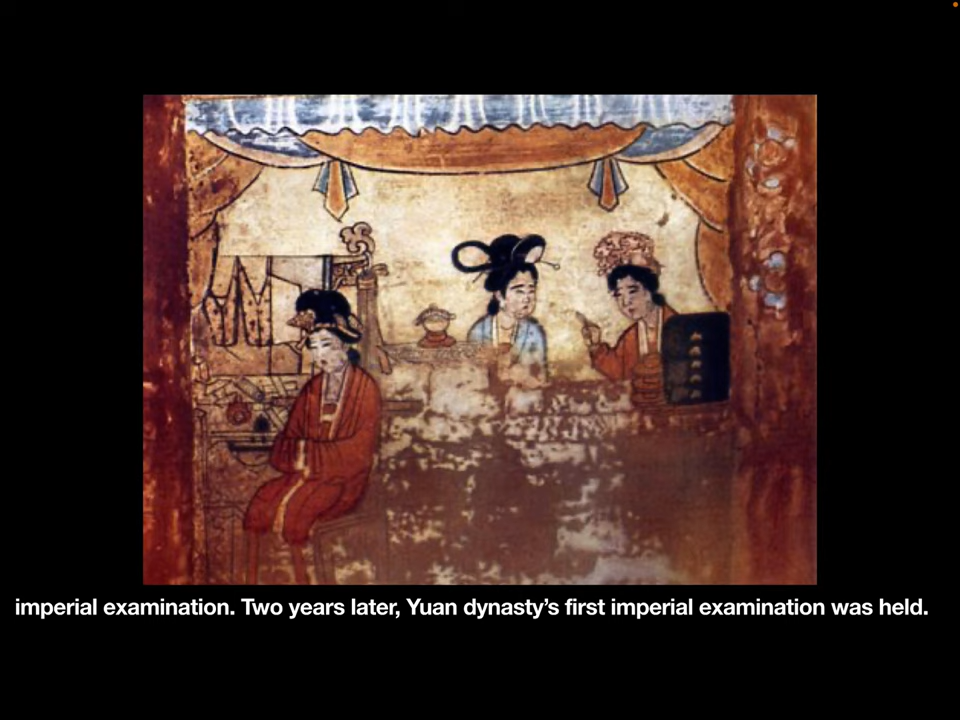 imperial examination. Two years later, Yuan dynasty’s first imperial examination was held.